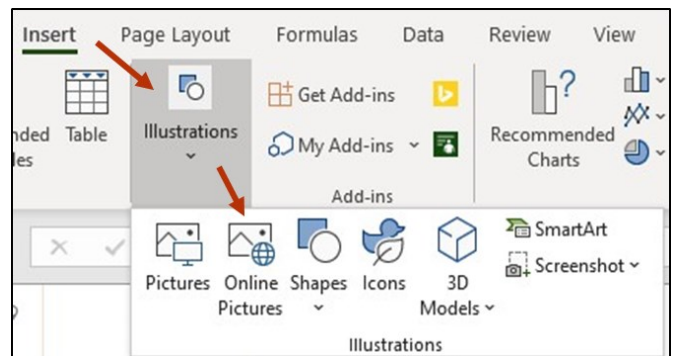 Insert Page Layout Formulas Data Review View
Get Add-ins
nded Table Illustrations Recommended
les My Add-ins Charts
Add-ins
SmartArt
Screenshot
Pictures Online Shapes Icons 3D
Pictures Models
Illustrations